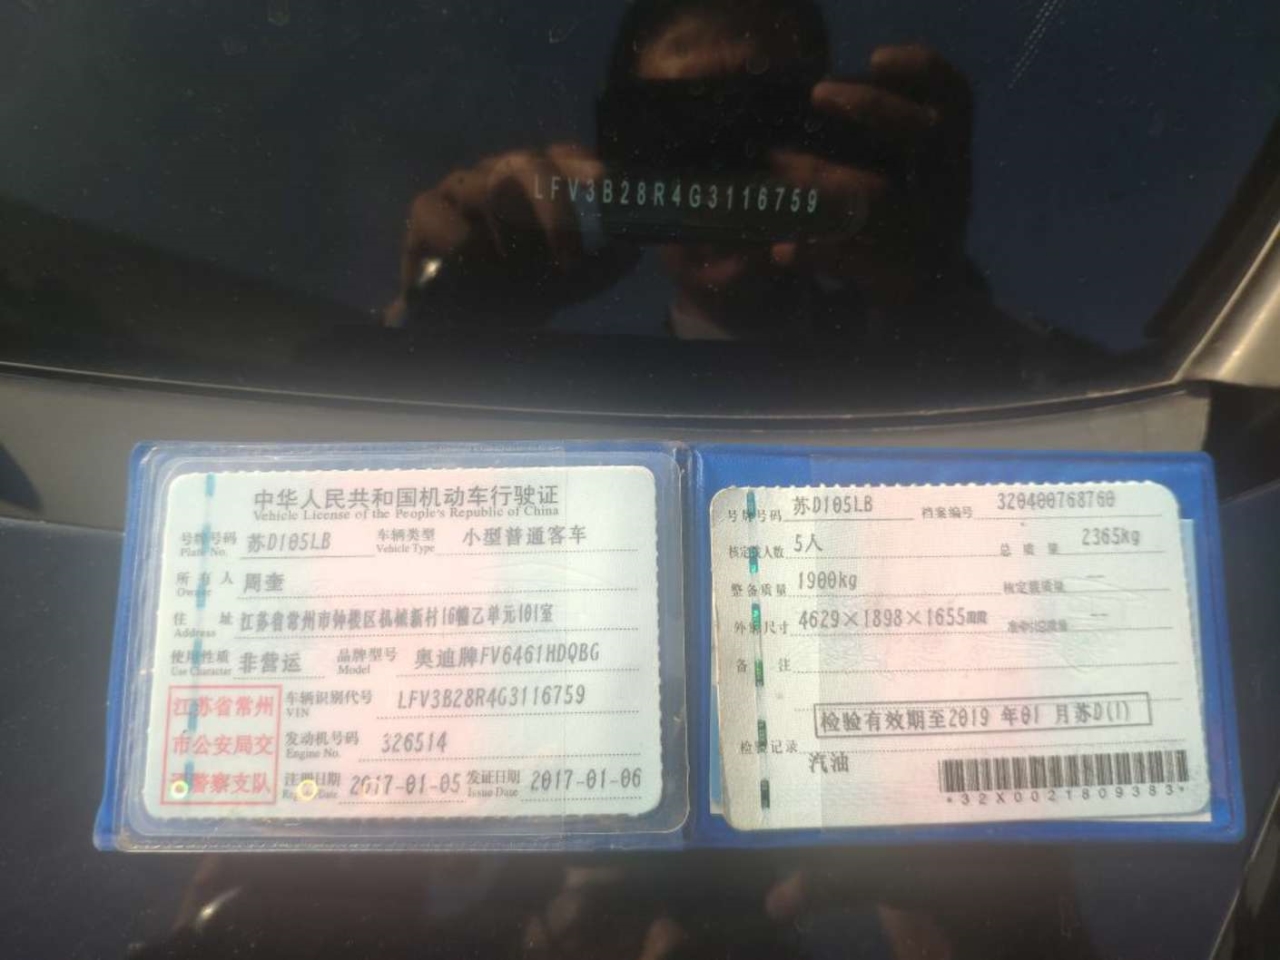 LFV3B28R4G3116759
中华人民共和国机动车行驶证
Vehicle License of the People's Republic of China
号牌号码 苏D105LB 车辆类型 小型普通客车
Plate No. Vehicle Type
所有人 周奎
Owner
住址 江苏省常州市钟楼区机械新村16幢乙单元101室
Address
使用性质 非营运 品牌型号 奥迪牌FV6461HDQBG
Use Character Model
江苏省常州
市公安局交
警察支队
车辆识别代号 LFV3B28R4G3116759
VIN
发动机号码 326514
Engine No.
注册日期 2017-01-05 发证日期 2017-01-06
Register Date Issue Date
号牌号码 苏D105LB 档案编号 320400768760
核定载人数 5人 总质量 2365kg
整备质量 1900kg 核定载质量 --
外廓尺寸 4629×1898×1655 准牵引总质量 --
备注
检验有效期至2019年01月苏D(1)
检验记录
汽油
*32X0021809383*